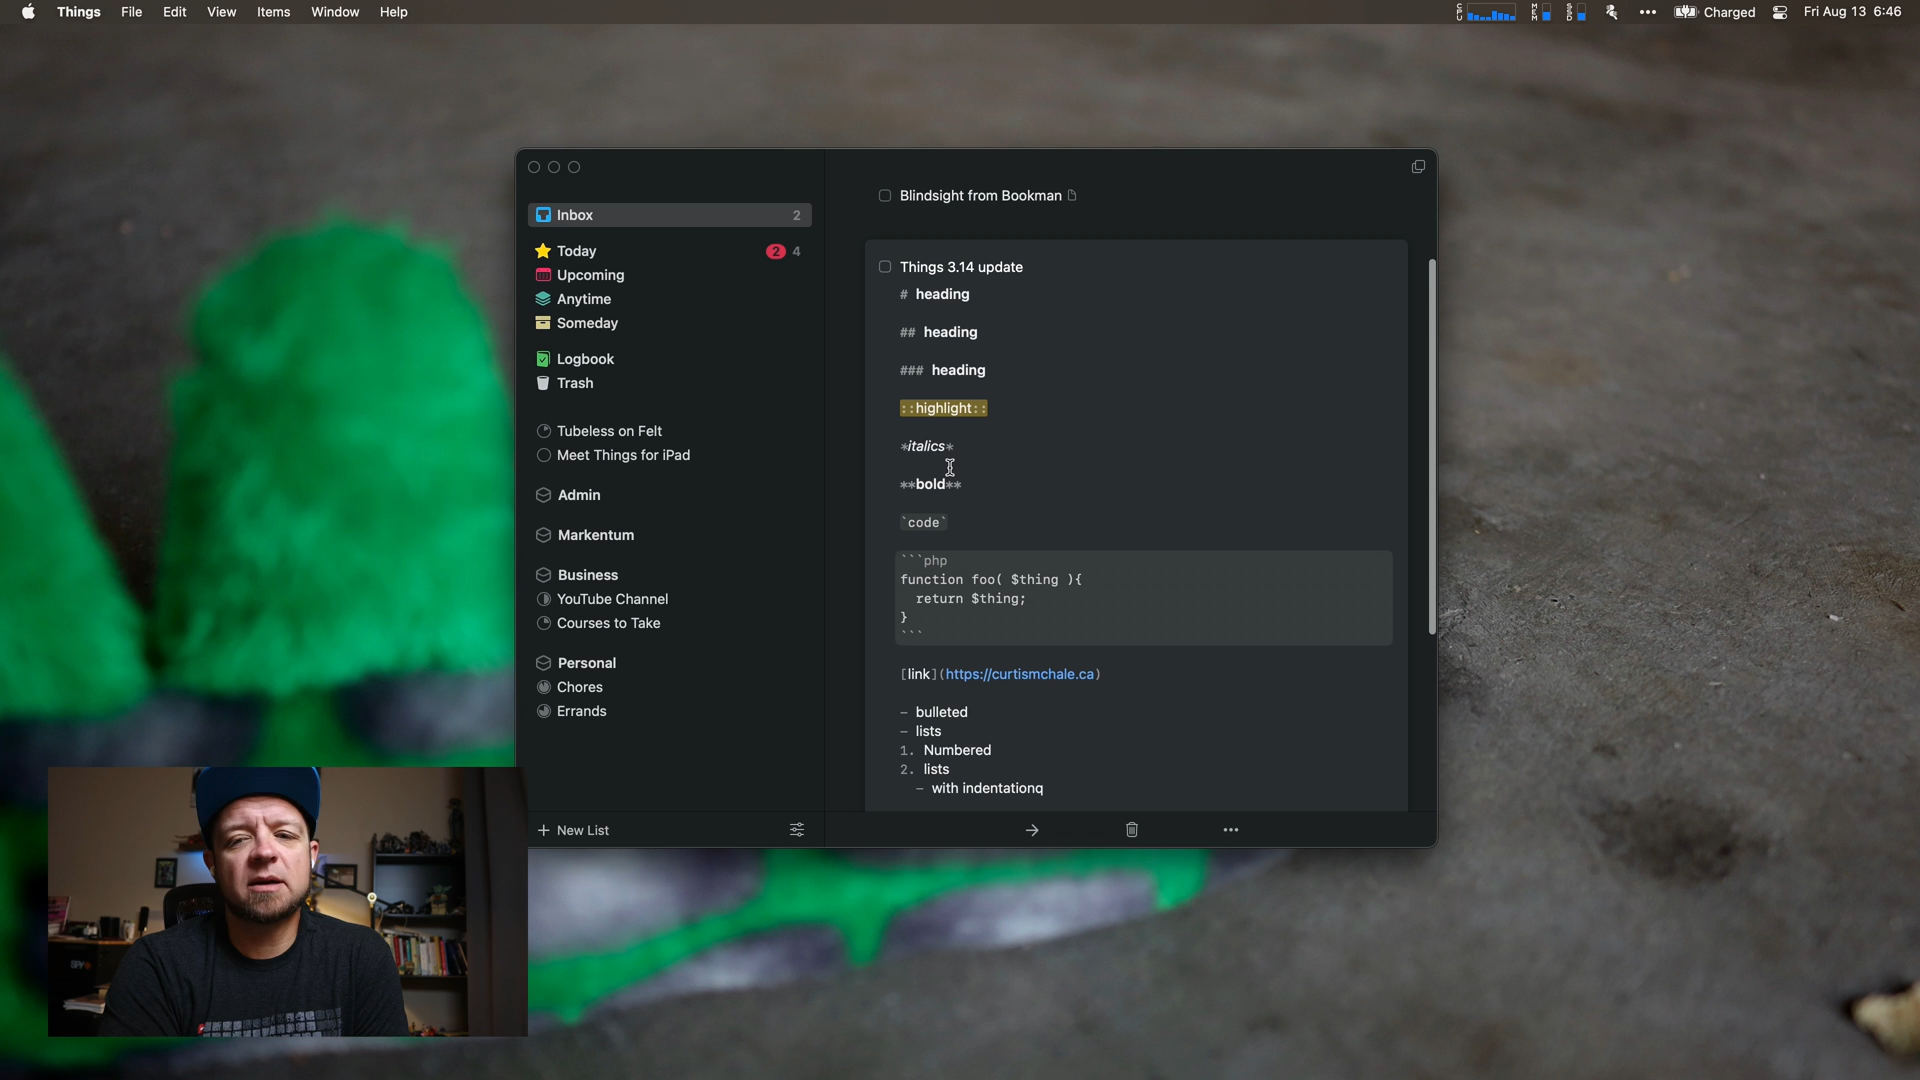 Things File Edit View Items Window Help
CPU MEM SSD ••• Charged Fri Aug 13 6:46
Inbox 2
Today 2 4
Upcoming
Anytime
Someday
Logbook
Trash
Tubeless on Felt
Meet Things for iPad
Admin
Markentum
Business
YouTube Channel
Courses to Take
Personal
Chores
Errands
+ New List
Blindsight from Bookman
Things 3.14 update
# heading
## heading
### heading
::highlight::
*italics*
**bold**
`code`
```php
function foo( $thing ){
return $thing;
}
```
[link](https://curtismchale.ca)
- bulleted
- lists
1. Numbered
2. lists
- with indentationq